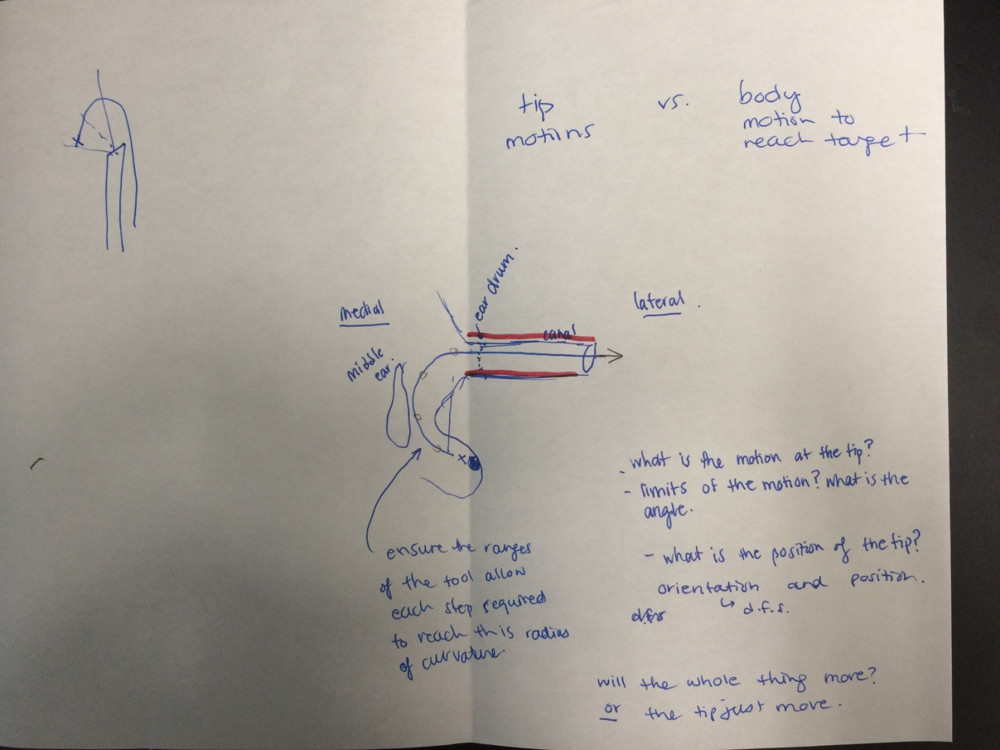 tip
motions
vs.
body
motion to
reach target
ear drum.
medial
lateral.
canal
middle
ear.
- what is the motion at the tip?
- limits of the motion? what is the
angle.
- what is the position of the tip?
orientation and position.
↳ d.f.s.
ensure the ranges
of the tool allow
each step required
to reach this radius
of curvature.
will the whole thing move?
or the tip just move.